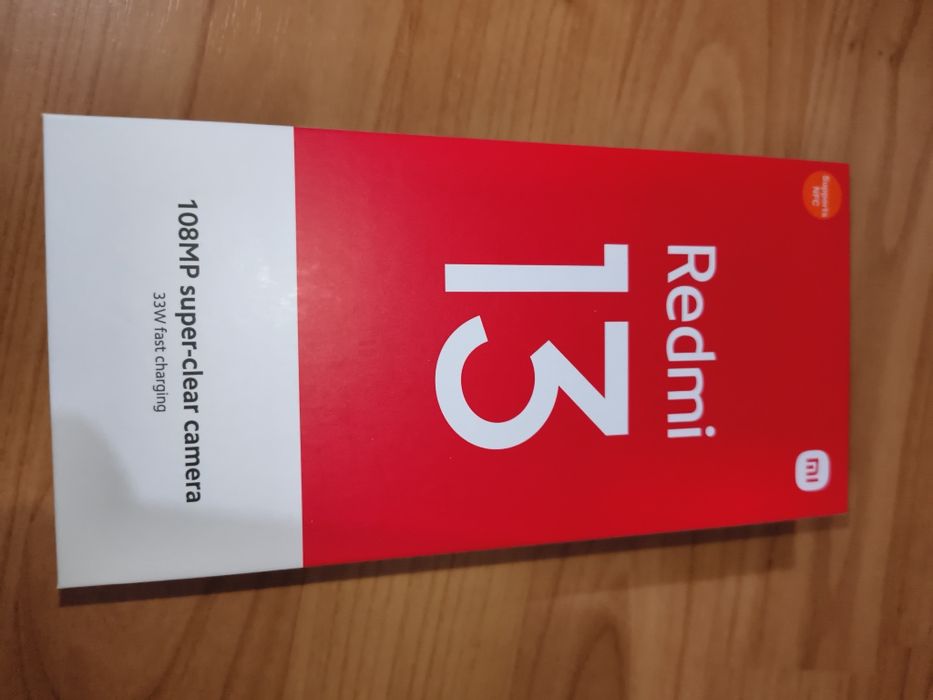 Supports
NFC
mi
Redmi
13
108MP super-clear camera
33W fast charging